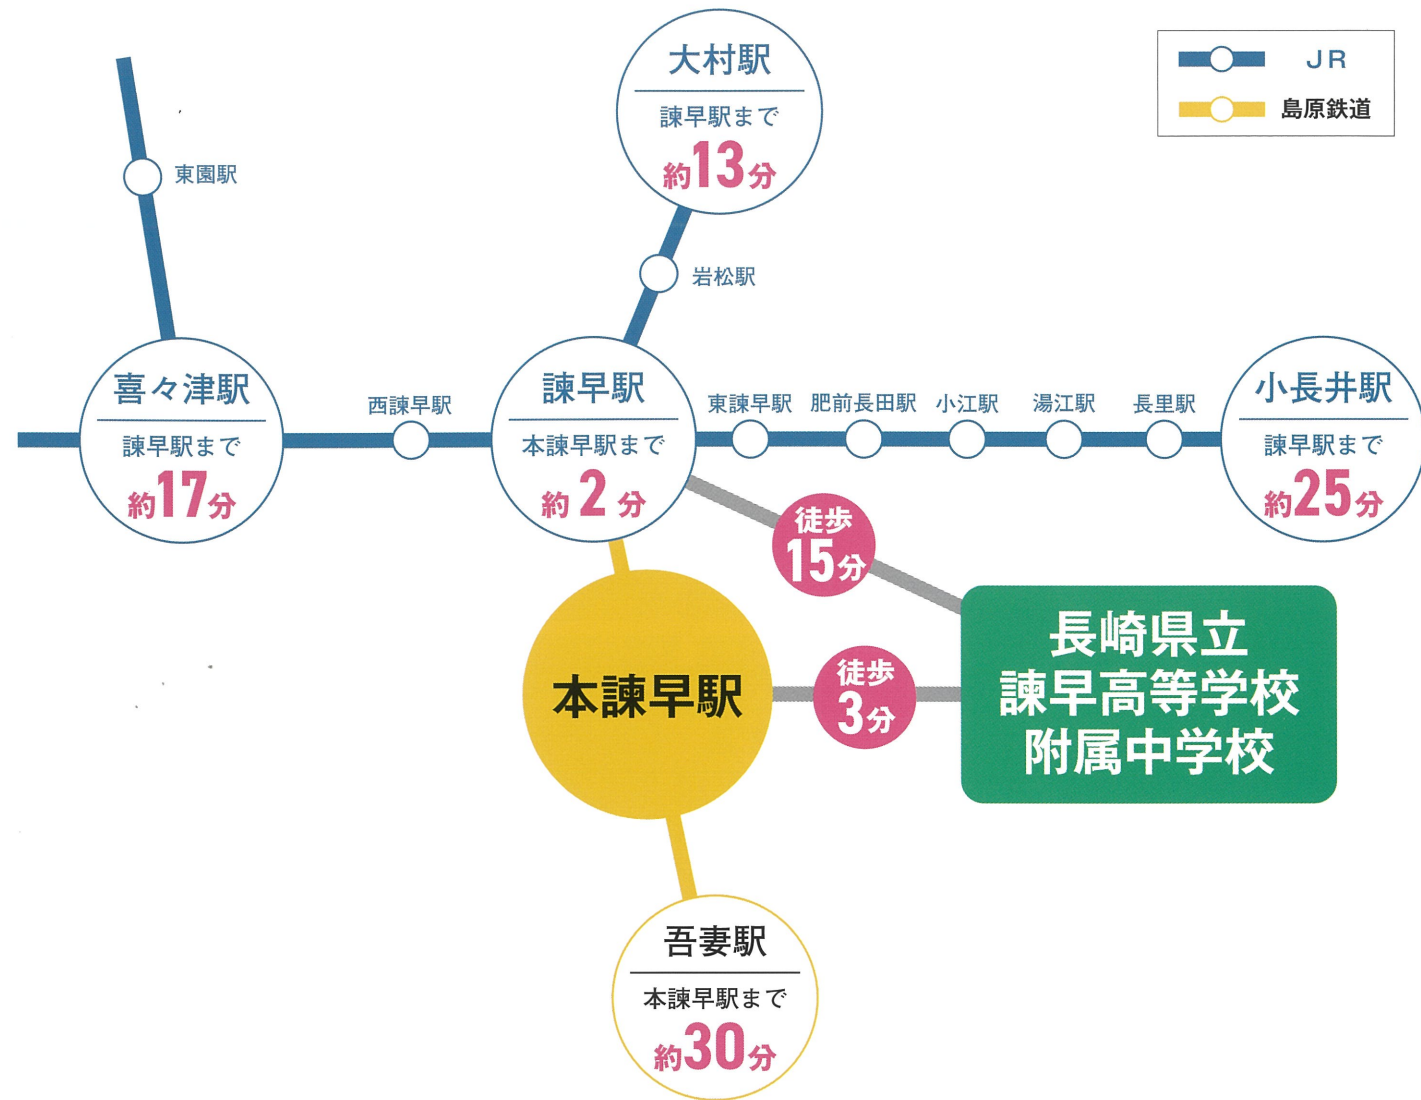 大村駅
諫早駅まで
約13分
JR
島原鉄道
東園駅
岩松駅
喜々津駅
諫早駅まで
約17分
西諫早駅
諫早駅
本諫早駅まで
約2分
東諫早駅
肥前長田駅
小江駅
湯江駅
長里駅
小長井駅
諫早駅まで
約25分
徒歩
15分
本諫早駅
徒歩
3分
長崎県立
諫早高等学校
附属中学校
吾妻駅
本諫早駅まで
約30分